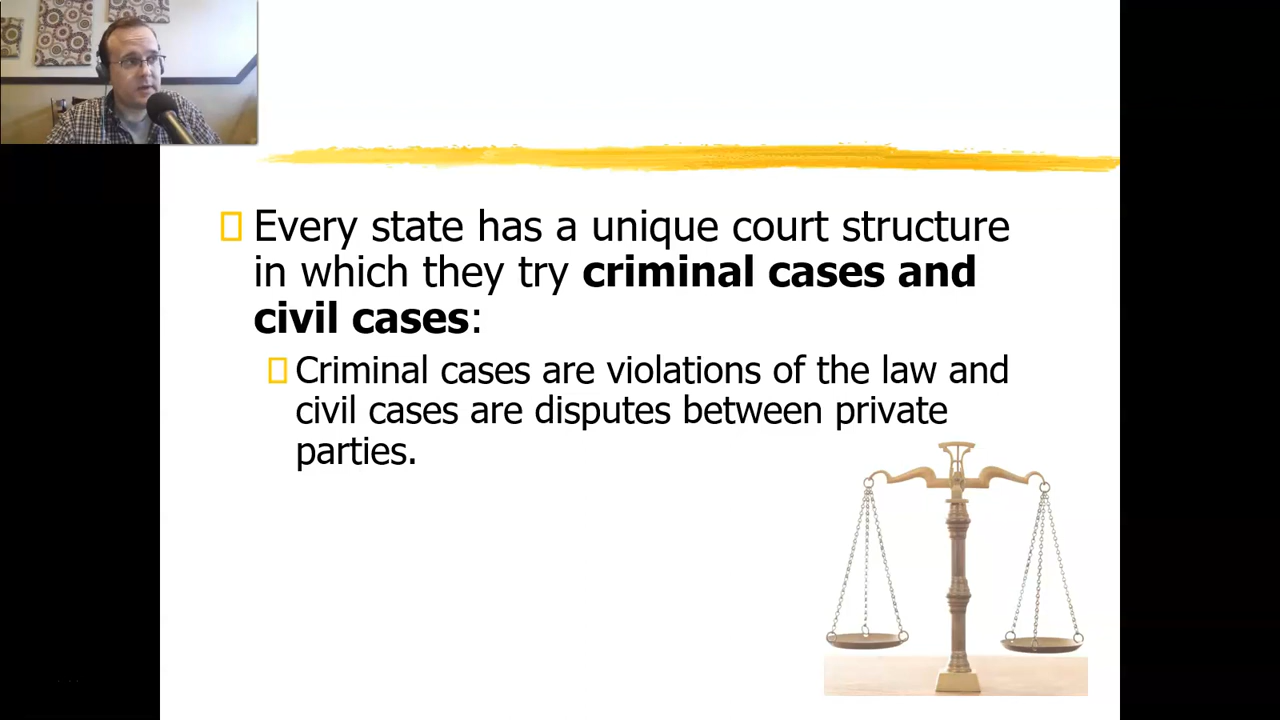 Every state has a unique court structure
in which they try criminal cases and
civil cases:
Criminal cases are violations of the law and
civil cases are disputes between private
parties.